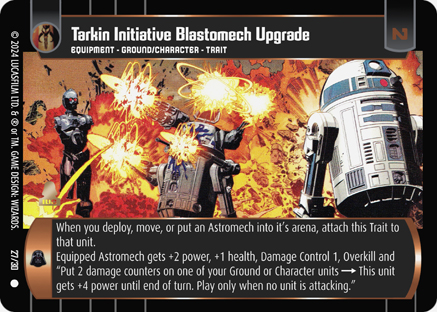 Tarkin Initiative Blastomech Upgrade
EQUIPMENT - GROUND/CHARACTER - TRAIT
N
© 2024 LUCASFILM LTD. & ® or TM. GAME DESIGN: WIZARDS.
27/30
When you deploy, move, or put an Astromech into it's arena, attach this Trait to
that unit.
Equipped Astromech gets +2 power, +1 health, Damage Control 1, Overkill and
“Put 2 damage counters on one of your Ground or Character units → This unit
gets +4 power until end of turn. Play only when no unit is attacking.”